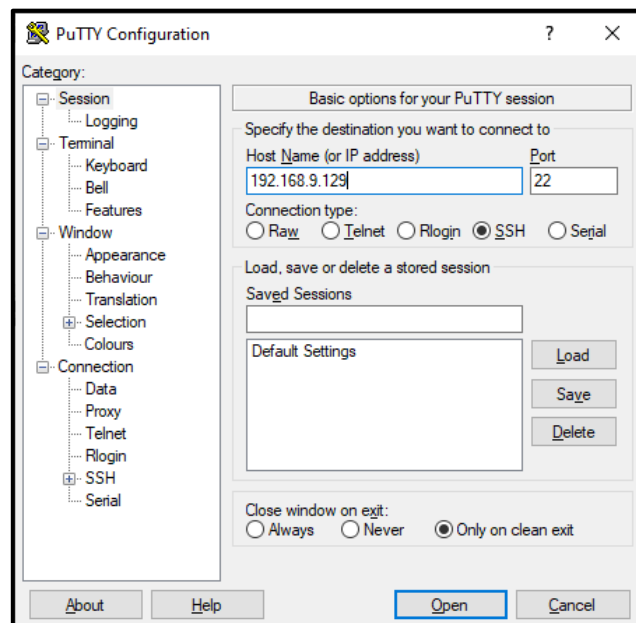 PuTTY Configuration
?
Category:
Session
Logging
Terminal
Keyboard
Bell
Features
Window
Appearance
Behaviour
Translation
Selection
Colours
Connection
Data
Proxy
Telnet
Rlogin
SSH
Serial
Basic options for your PuTTY session
Specify the destination you want to connect to
Host Name (or IP address) Port
192.168.9.129 22
Connection type:
Raw Telnet Rlogin SSH Serial
Load, save or delete a stored session
Saved Sessions
Default Settings
Load
Save
Delete
Close window on exit:
Always Never Only on clean exit
About Help Open Cancel